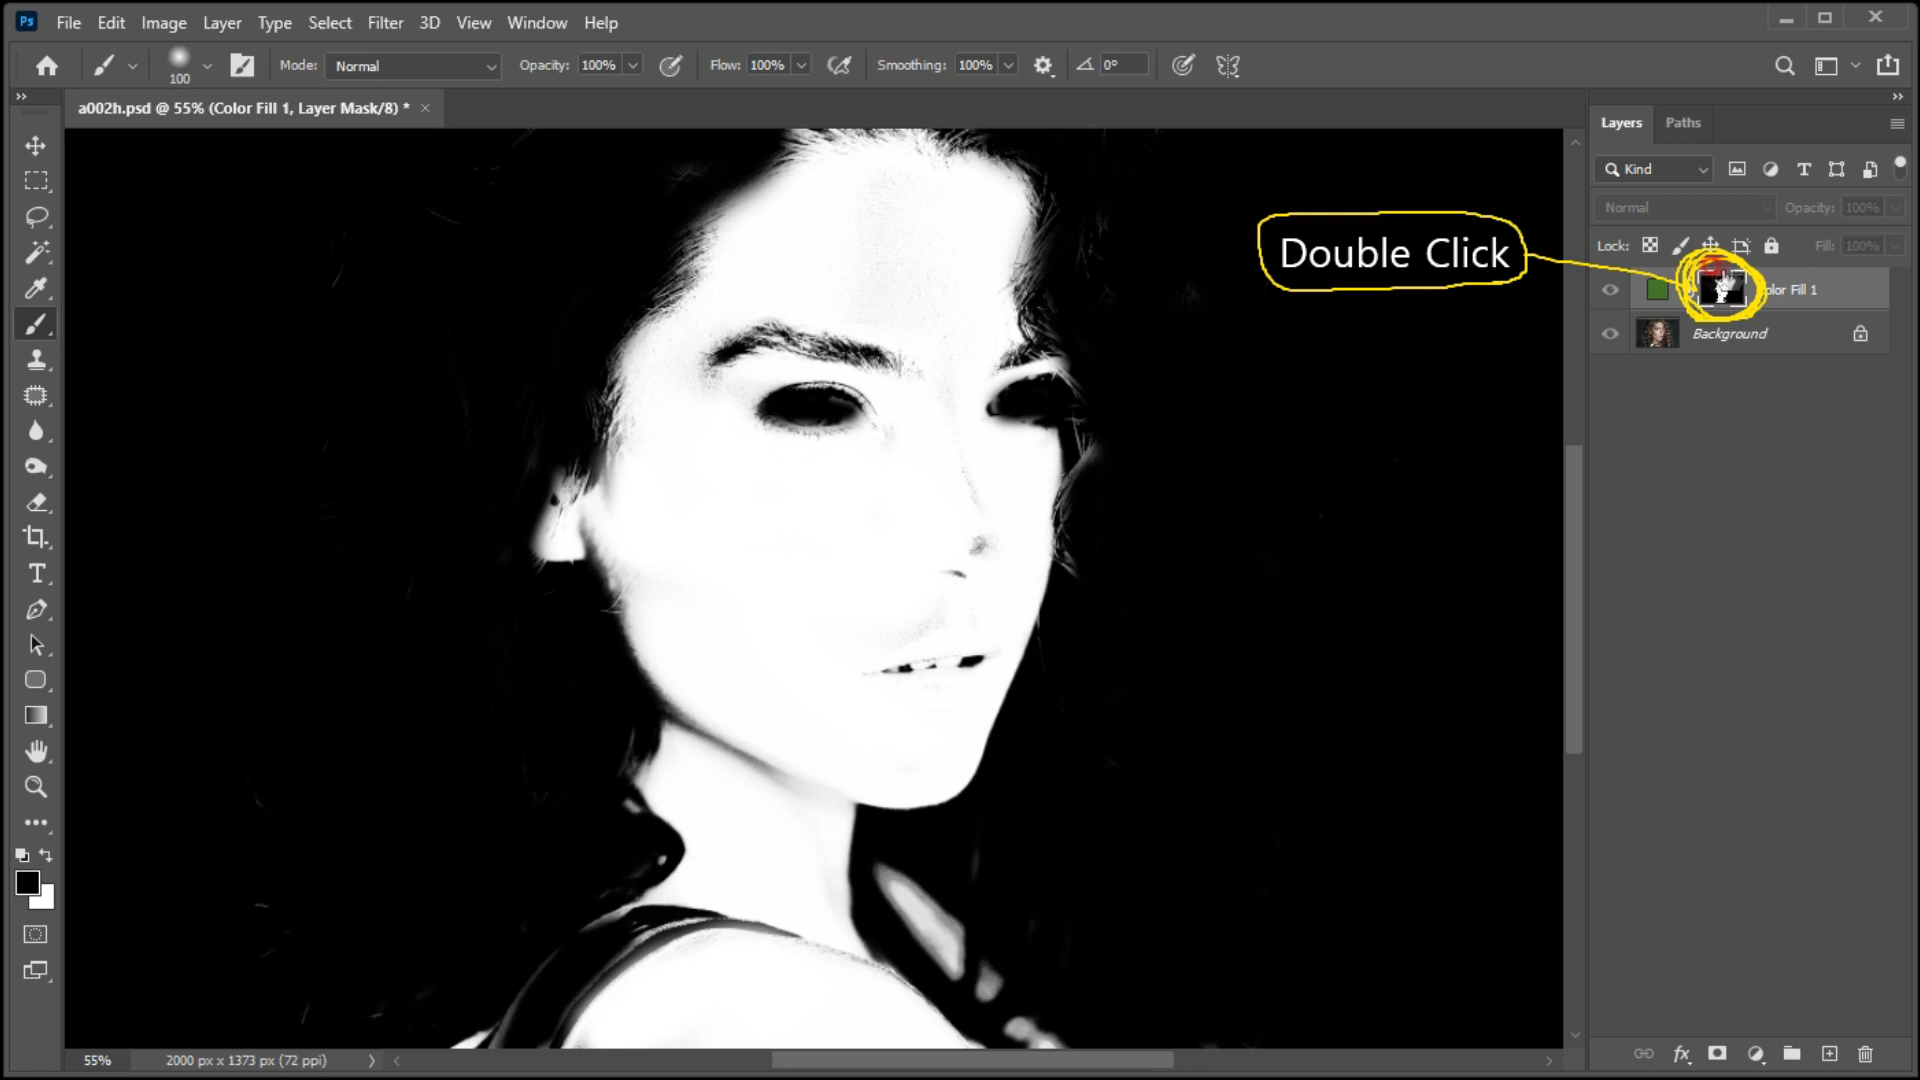 Ps File Edit Image Layer Type Select Filter 3D View Window Help
100 Mode: Normal Opacity: 100% Flow: 100% Smoothing: 100% 0°
a002h.psd @ 55% (Color Fill 1, Layer Mask/8) * ×
Layers Paths
Kind
Normal Opacity: 100%
Lock: Fill: 100%
Double Click
olor Fill 1
Background
55% 2000 px x 1373 px (72 ppi)
fx